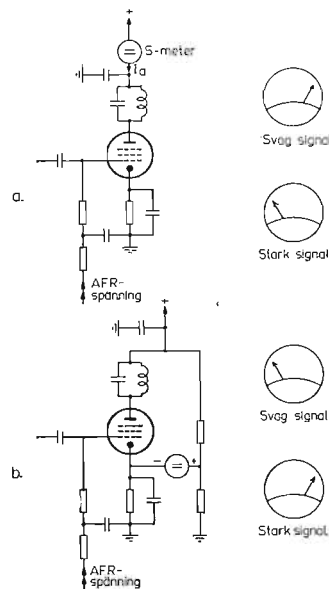 +
S-meter
Ia
a.
AFR-
spänning
Svag signal
Stark signal
+
b.
- +
AFR-
spänning
Svag signal
Stark signal